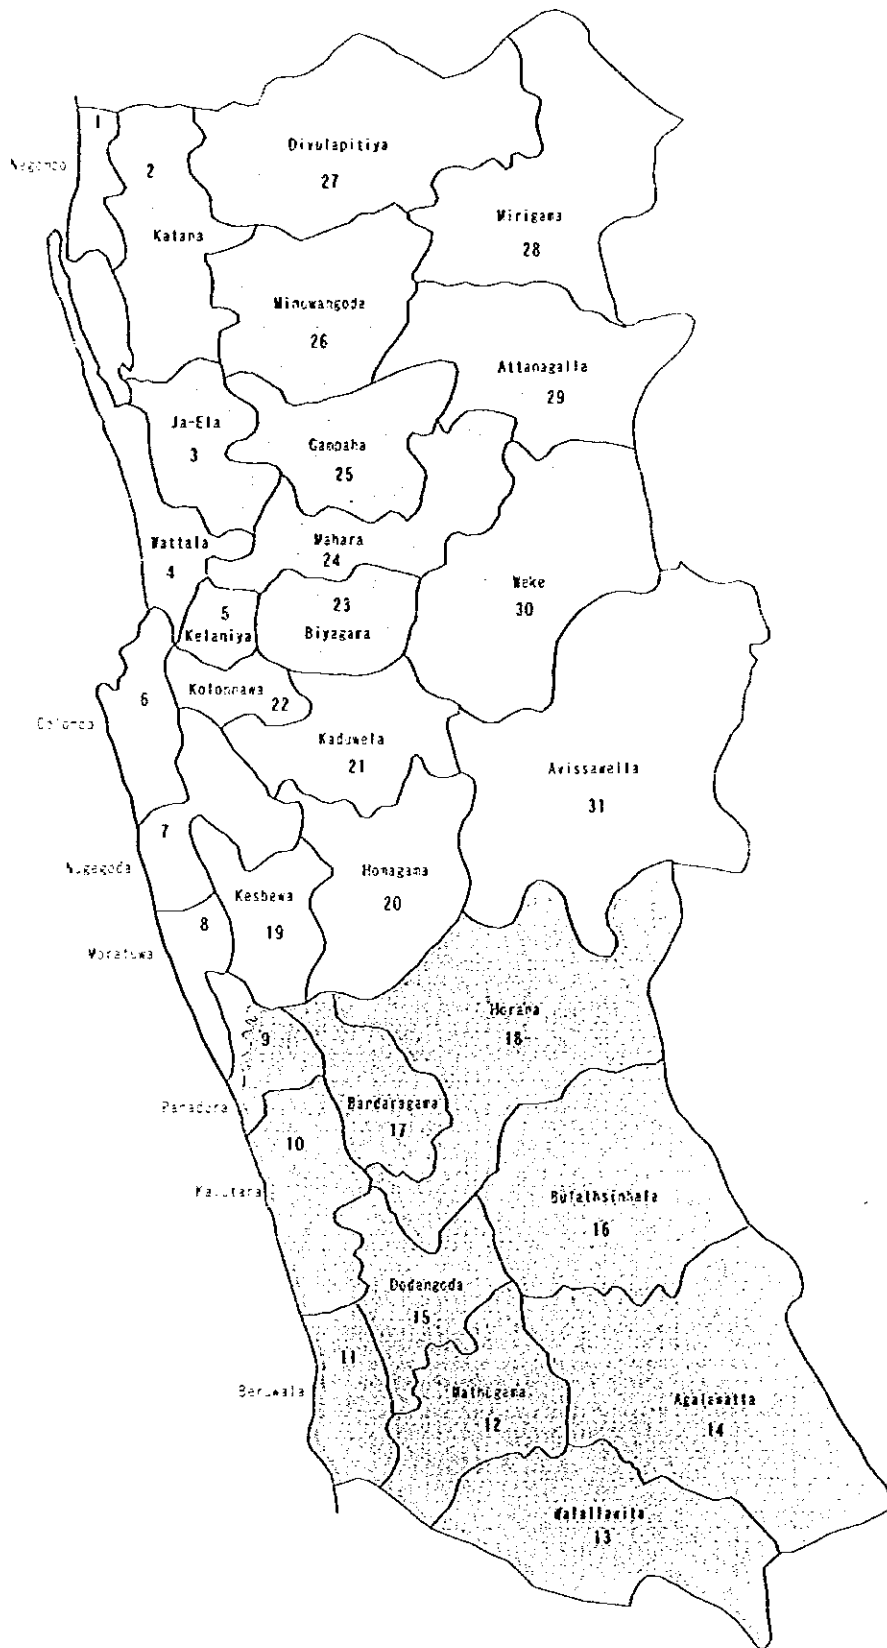 1
Negombo
2
Katana
Divulapitiya
27
Mirigama
28
Minuwangoda
26
Attanagalla
29
Ja-Ela
3
Gampaha
25
Wattala
4
Mahara
24
5
Kelaniya
23
Biyagama
Weke
30
6
Colombo
Kolonnawa
22
Kaduwela
21
Avissawella
31
7
Nugegoda
Kesbewa
19
Homagama
20
8
Moratuwa
9
Horana
18
Panadura
10
Bandaragama
17
Kalutara
Bulathsinhala
16
Dodangoda
15
11
Beruwala
Mathugama
12
Agalawatta
14
Walallawita
13